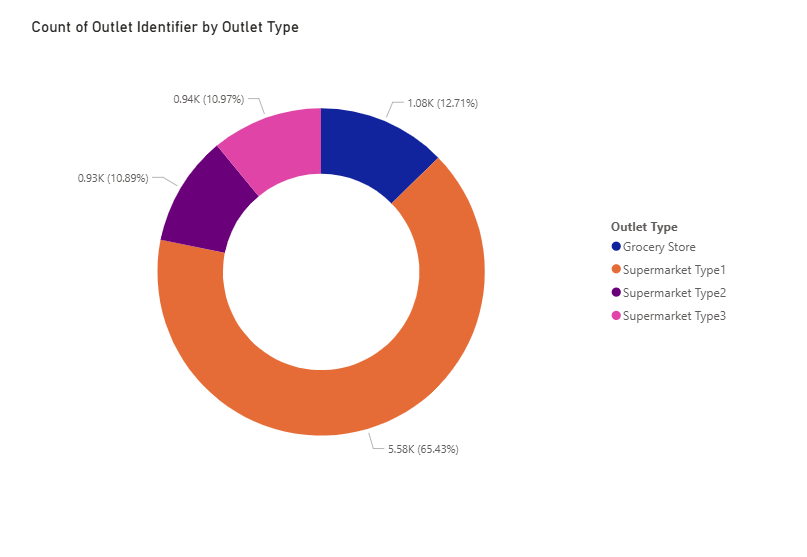 Count of Outlet Identifier by Outlet Type
0.94K (10.97%)
1.08K (12.71%)
0.93K (10.89%)
5.58K (65.43%)
Outlet Type
Grocery Store
Supermarket Type1
Supermarket Type2
Supermarket Type3